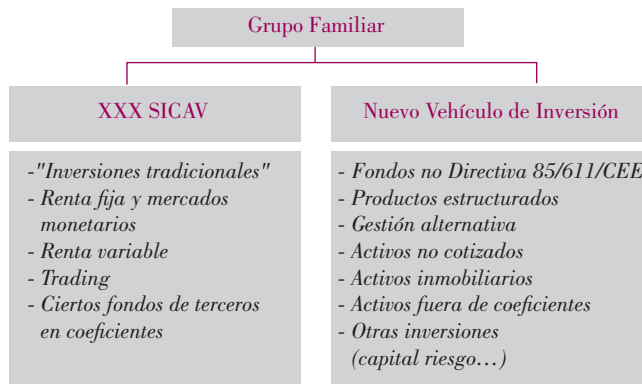 Grupo Familiar
XXX SICAV
-"Inversiones tradicionales"
- Renta fija y mercados
monetarios
- Renta variable
- Trading
- Ciertos fondos de terceros
en coeficientes
Nuevo Vehículo de Inversión
- Fondos no Directiva 85/611/CEE
- Productos estructurados
- Gestión alternativa
- Activos no cotizados
- Activos inmobiliarios
- Activos fuera de coeficientes
- Otras inversiones
(capital riesgo…)